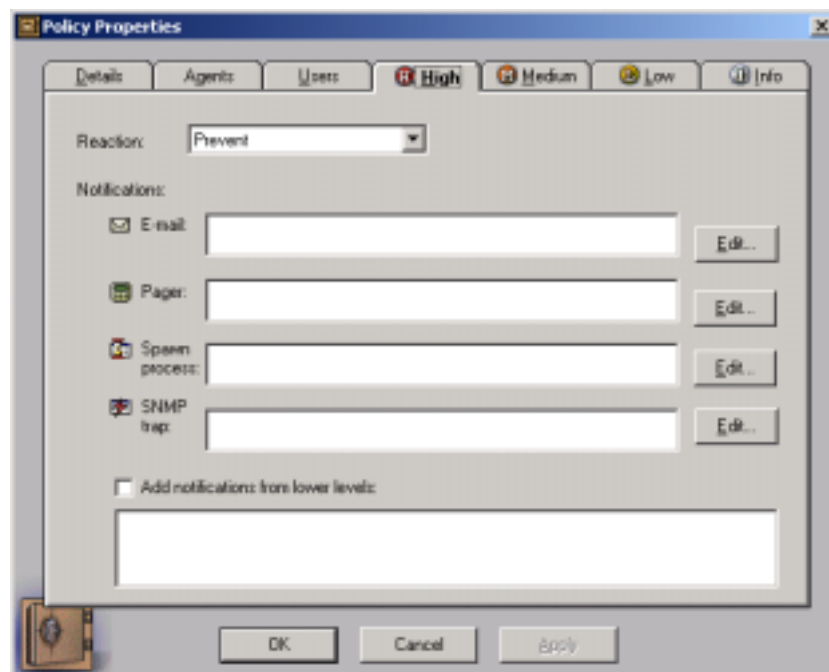 Policy Properties
Details Agents Users High Medium Low Info
Reaction: Prevent
Notifications:
E-mail: Edit...
Pager: Edit...
Spawn
process: Edit...
SNMP
trap: Edit...
Add notifications from lower levels:
OK Cancel Apply